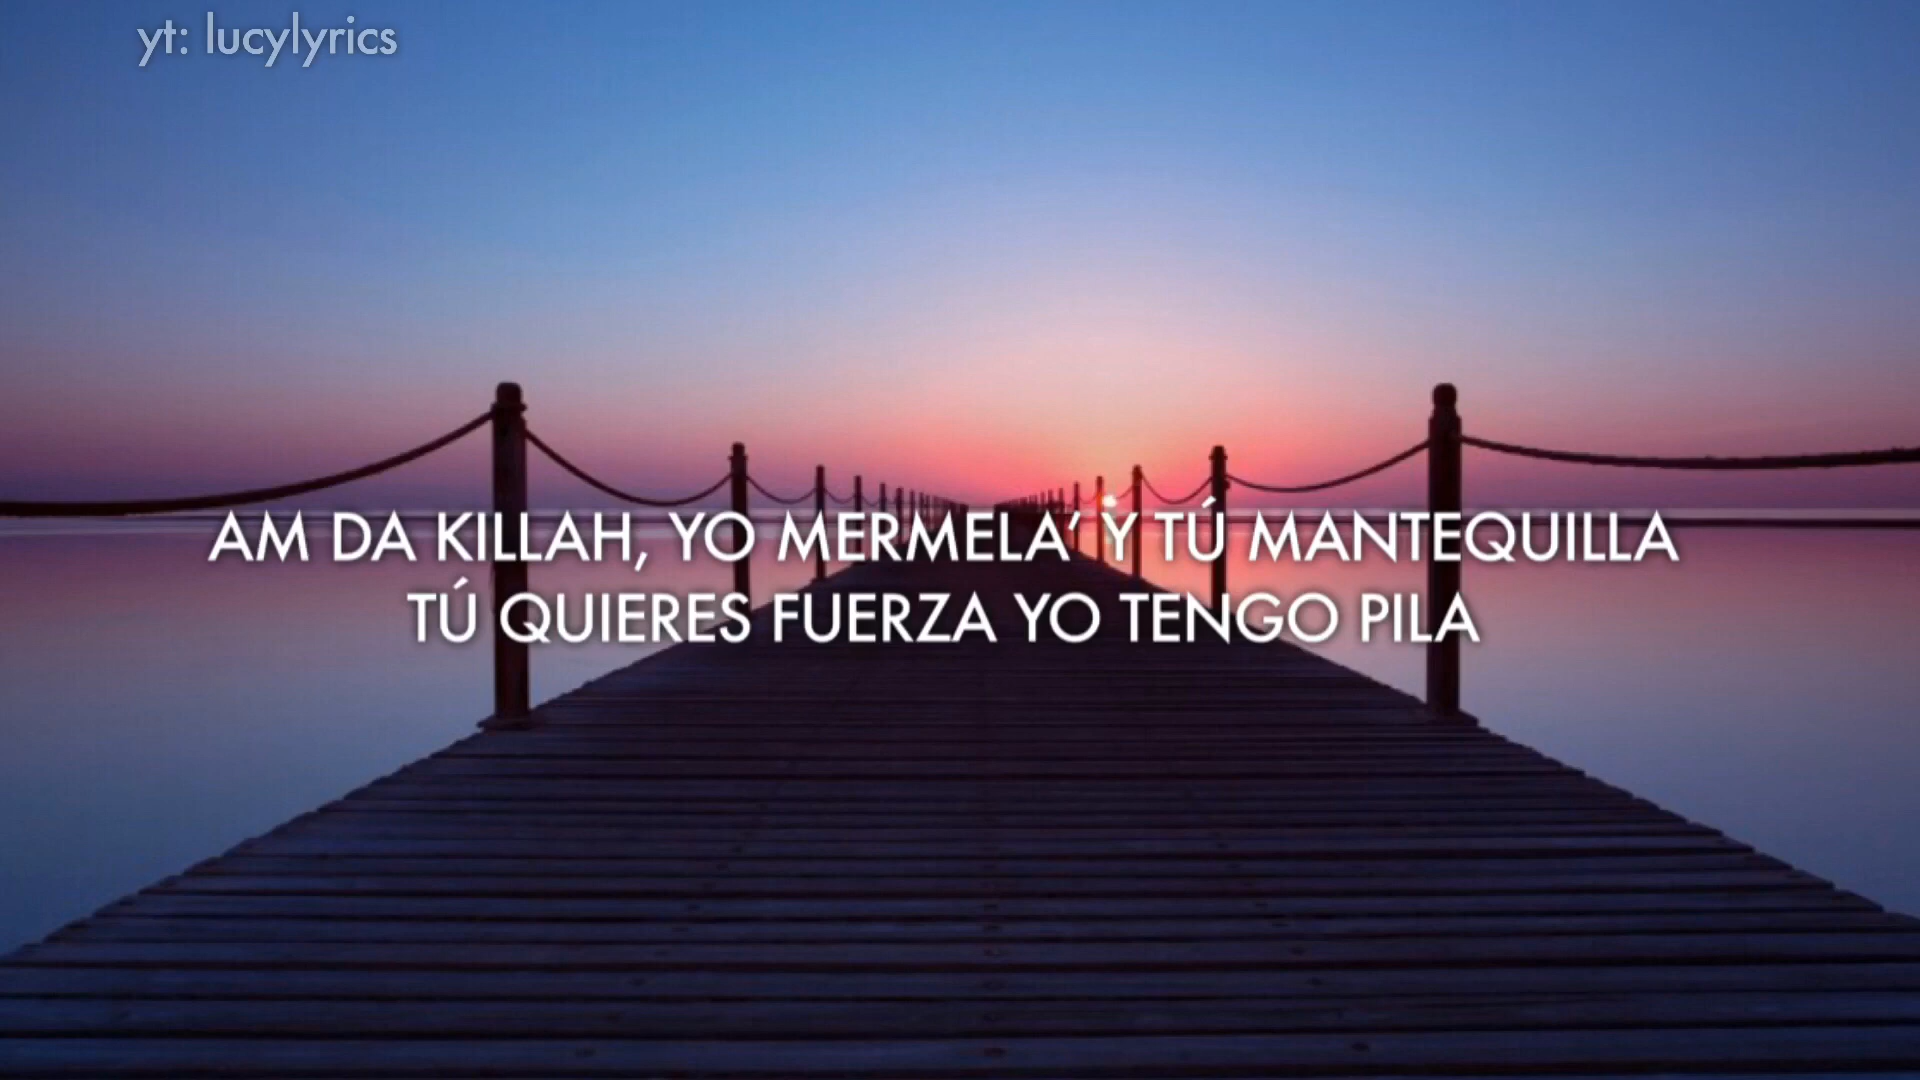 yt: lucylyrics
AM DA KILLAH, YO MERMELA’ Y TÚ MANTEQUILLA
TÚ QUIERES FUERZA YO TENGO PILA